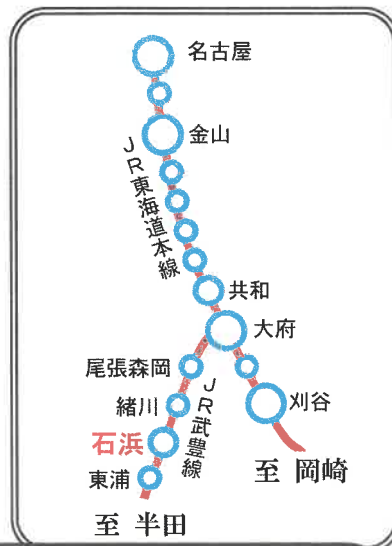 名古屋
金山
JR東海道本線
共和
大府
尾張森岡
JR武豊線
緒川
刈谷
石浜
東浦
至 岡崎
至 半田